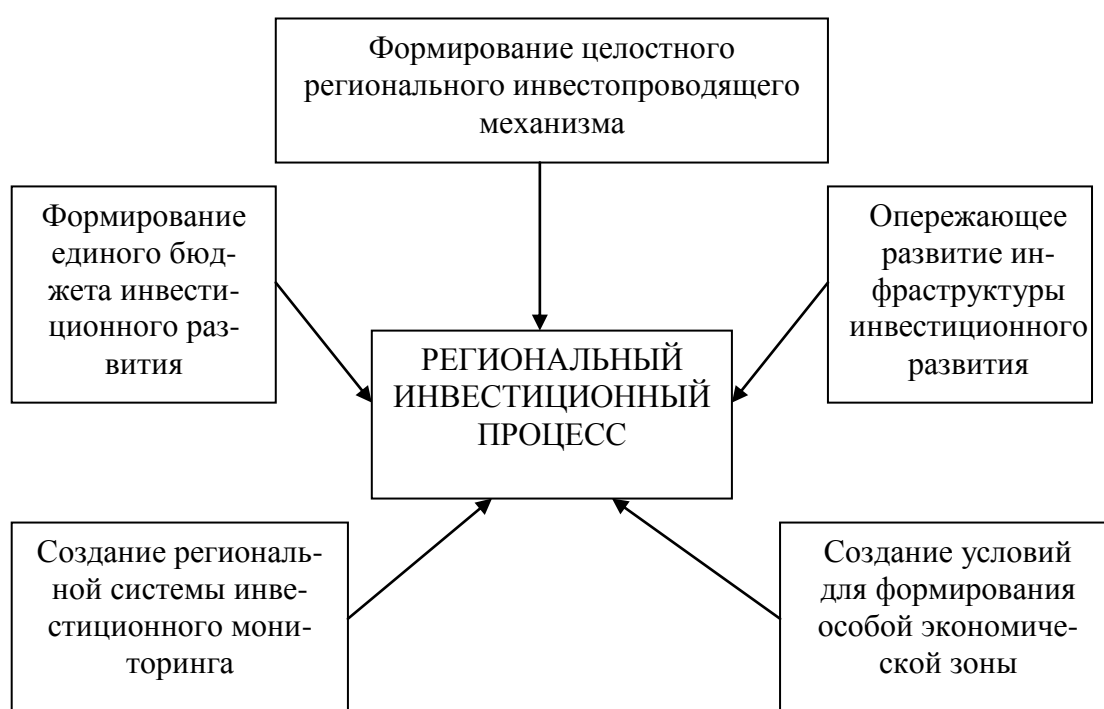 Формирование целостного
регионального инвестопроводящего
механизма
Формирование
единого бюд-
жета инвести-
ционного раз-
вития
Опережающее
развитие ин-
фраструктуры
инвестиционного
развития
РЕГИОНАЛЬНЫЙ
ИНВЕСТИЦИОННЫЙ
ПРОЦЕСС
Создание региональ-
ной системы инве-
стиционного мони-
торинга
Создание условий
для формирования
особой экономиче-
ской зоны